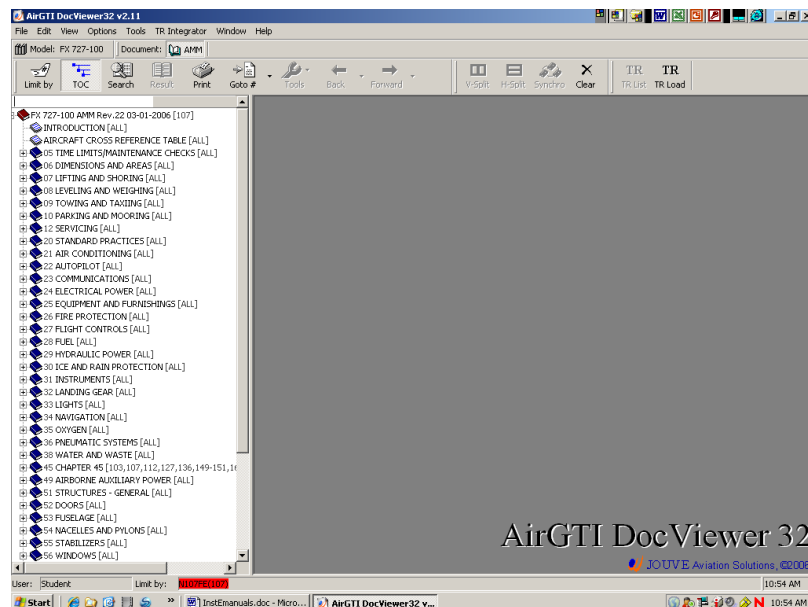 AirGTI DocViewer32 v2.11
File Edit View Options Tools TR Integrator Window Help
Model: FX 727-100 Document: AMM
Limit by TOC Search Result Print Goto # Tools Back Forward V-Split H-Split Synchro Clear TR List TR Load
TR TR
FX 727-100 AMM Rev.22 03-01-2006 [107]
INTRODUCTION [ALL]
AIRCRAFT CROSS REFERENCE TABLE [ALL]
05 TIME LIMITS/MAINTENANCE CHECKS [ALL]
06 DIMENSIONS AND AREAS [ALL]
07 LIFTING AND SHORING [ALL]
08 LEVELING AND WEIGHING [ALL]
09 TOWING AND TAXIING [ALL]
10 PARKING AND MOORING [ALL]
12 SERVICING [ALL]
20 STANDARD PRACTICES [ALL]
21 AIR CONDITIONING [ALL]
22 AUTOPILOT [ALL]
23 COMMUNICATIONS [ALL]
24 ELECTRICAL POWER [ALL]
25 EQUIPMENT AND FURNISHINGS [ALL]
26 FIRE PROTECTION [ALL]
27 FLIGHT CONTROLS [ALL]
28 FUEL [ALL]
29 HYDRAULIC POWER [ALL]
30 ICE AND RAIN PROTECTION [ALL]
31 INSTRUMENTS [ALL]
32 LANDING GEAR [ALL]
33 LIGHTS [ALL]
34 NAVIGATION [ALL]
35 OXYGEN [ALL]
36 PNEUMATIC SYSTEMS [ALL]
38 WATER AND WASTE [ALL]
45 CHAPTER 45 [103,107,112,127,136,149-151,16
49 AIRBORNE AUXILIARY POWER [ALL]
51 STRUCTURES - GENERAL [ALL]
52 DOORS [ALL]
53 FUSELAGE [ALL]
54 NACELLES AND PYLONS [ALL]
55 STABILIZERS [ALL]
56 WINDOWS [ALL]
AirGTI DocViewer 32
JOUVE Aviation Solutions, ©2006
User: Student Limit by: N107FE(107) 10:54 AM
Start » InstEmanuals.doc - Micro... AirGTI DocViewer32 v... N 10:54 AM